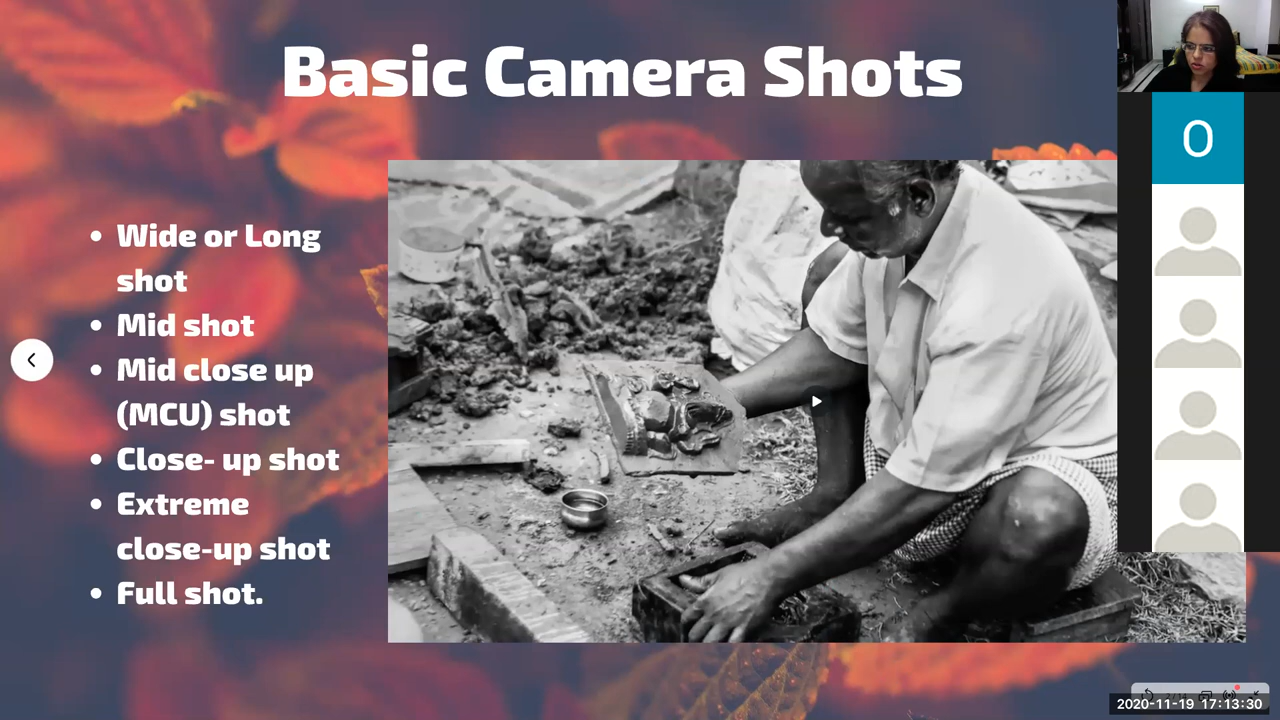 Basic Camera Shots
• Wide or Long
shot
• Mid shot
• Mid close up
(MCU) shot
• Close- up shot
• Extreme
close-up shot
• Full shot.
O
2020-11-19 17:13:30